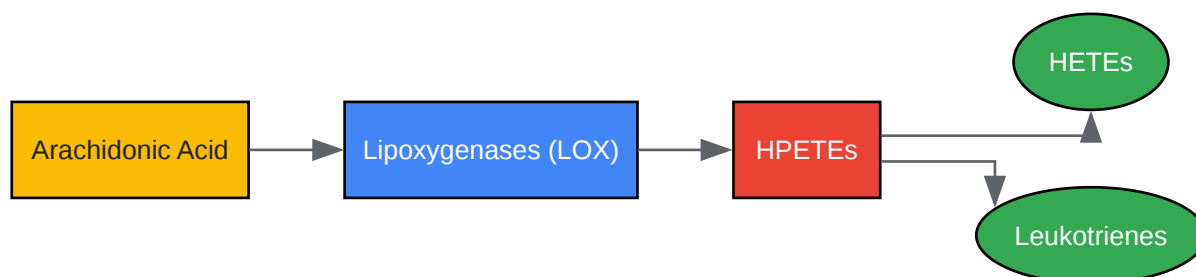 Arachidonic Acid
Lipoxygenases (LOX)
HPETEs
HETEs
Leukotrienes